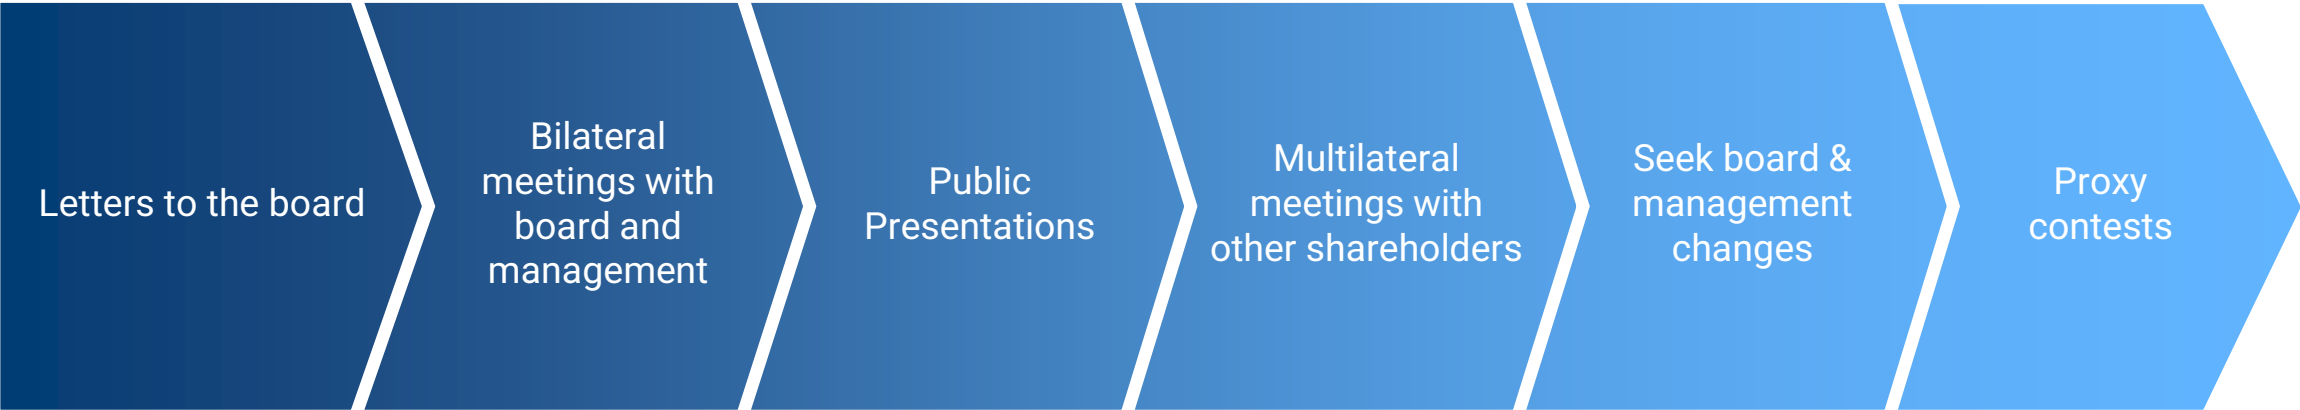 Letters to the board
Bilateral
meetings with
board and
management
Public
Presentations
Multilateral
meetings with
other shareholders
Seek board &
management
changes
Proxy
contests